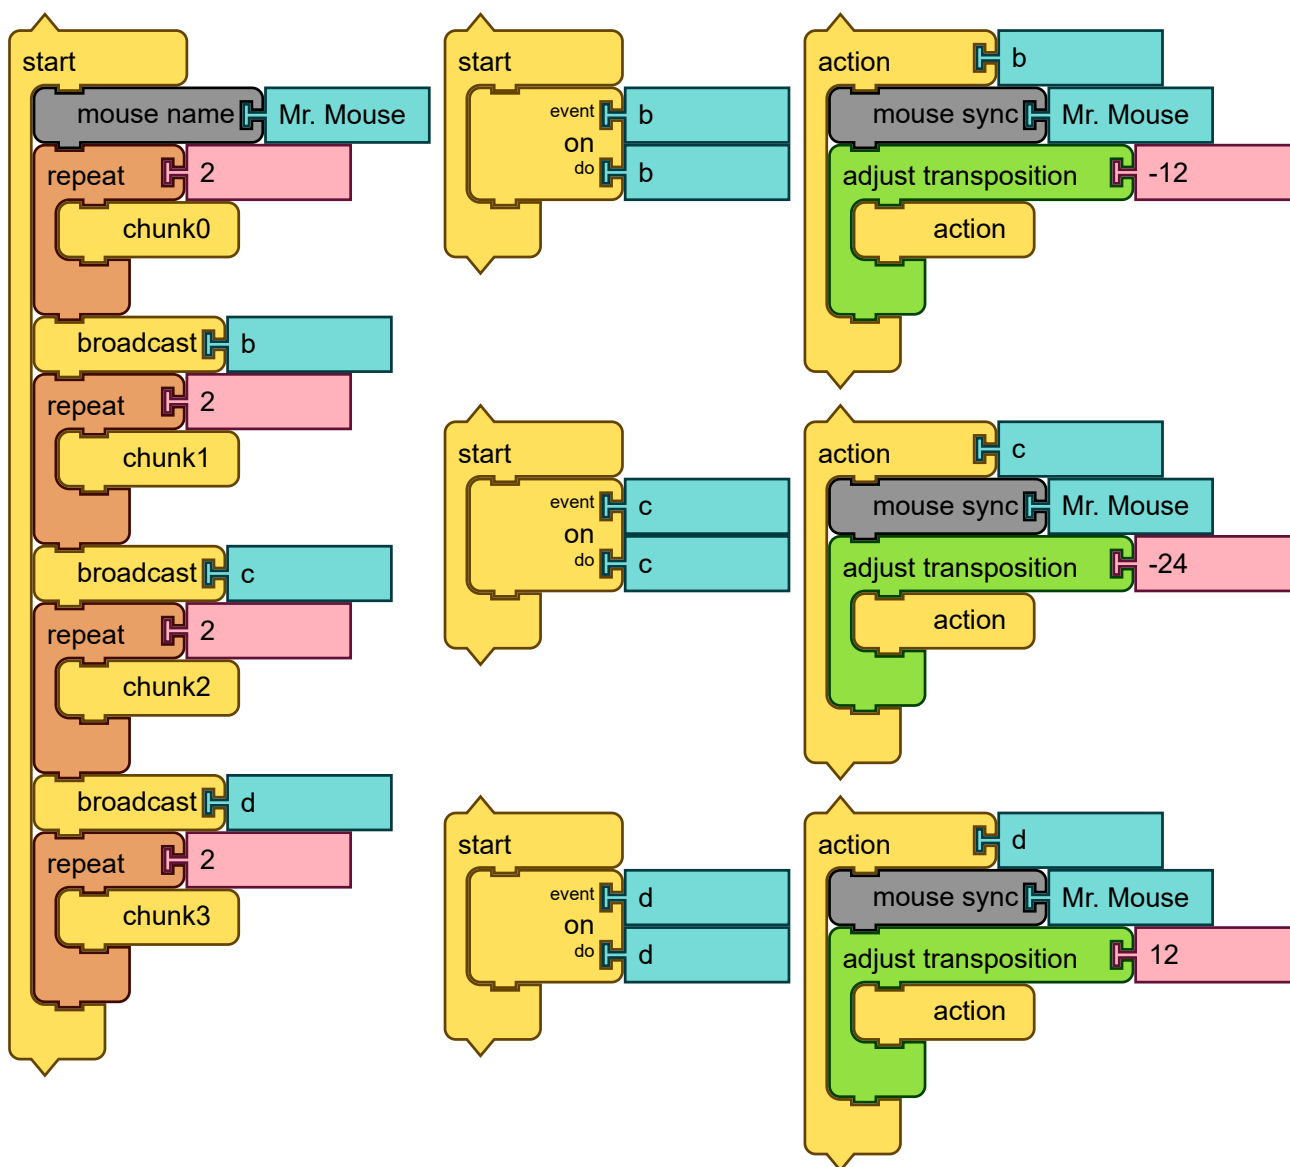 start
mouse name Mr. Mouse
repeat 2
chunk0
broadcast b
repeat 2
chunk1
broadcast c
repeat 2
chunk2
broadcast d
repeat 2
chunk3
start
event b
on
do b
action b
mouse sync Mr. Mouse
adjust transposition -12
action
start
event c
on
do c
action c
mouse sync Mr. Mouse
adjust transposition -24
action
start
event d
on
do d
action d
mouse sync Mr. Mouse
adjust transposition 12
action